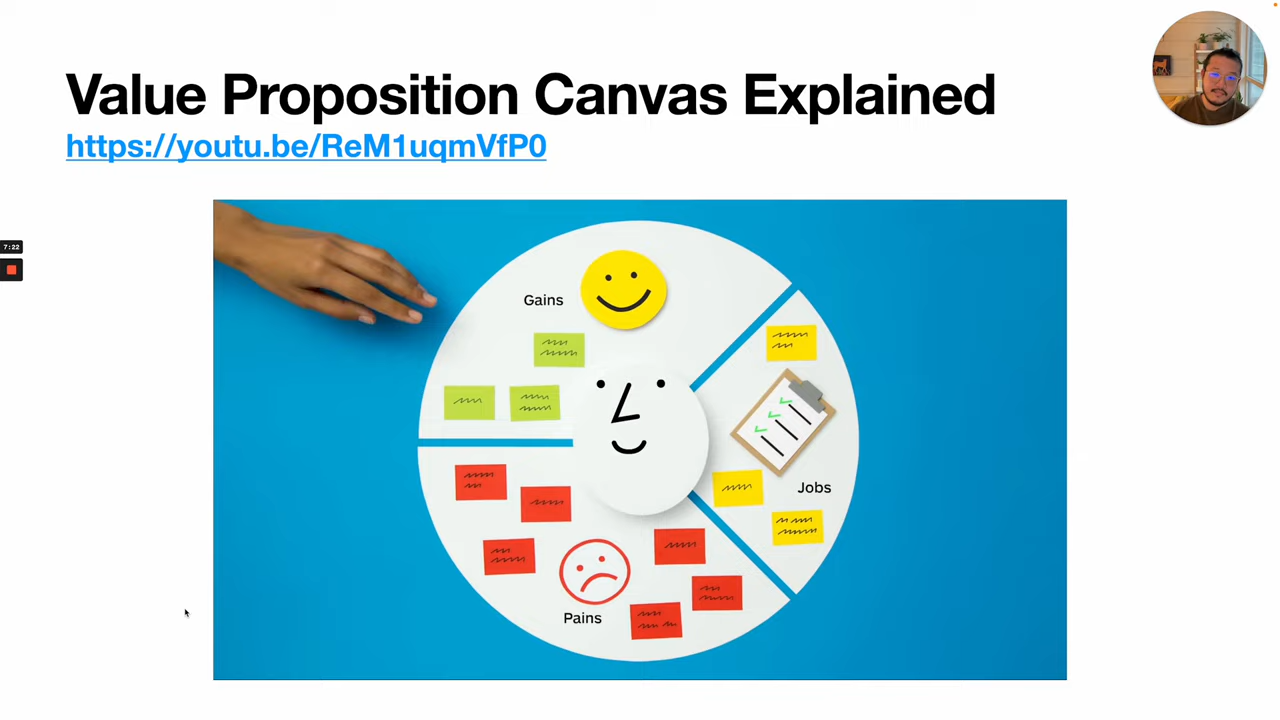 Value Proposition Canvas Explained
https://youtu.be/ReM1uqmVfP0
7:22
Gains
Jobs
Pains